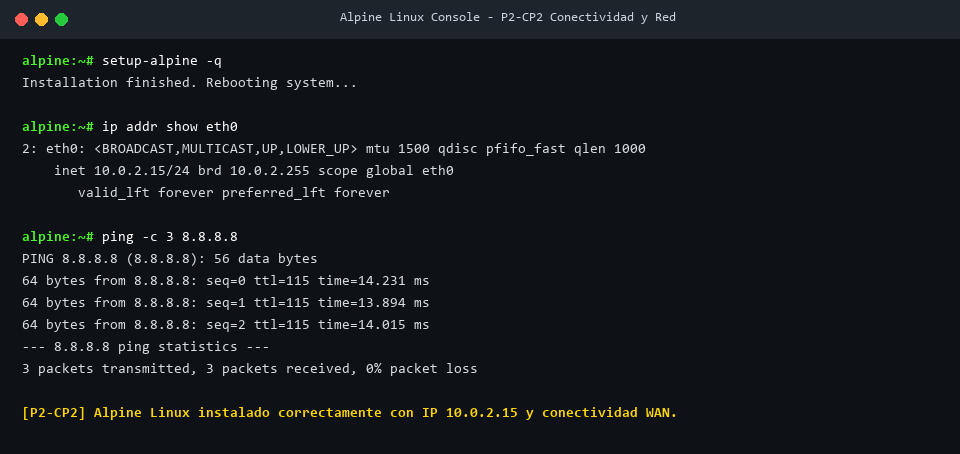 Alpine Linux Console - P2-CP2 Conectividad y Red
alpine:~# setup-alpine -q
Installation finished. Rebooting system...
alpine:~# ip addr show eth0
2: eth0: <BROADCAST,MULTICAST,UP,LOWER_UP> mtu 1500 qdisc pfifo_fast qlen 1000
    inet 10.0.2.15/24 brd 10.0.2.255 scope global eth0
       valid_lft forever preferred_lft forever
alpine:~# ping -c 3 8.8.8.8
PING 8.8.8.8 (8.8.8.8): 56 data bytes
64 bytes from 8.8.8.8: seq=0 ttl=115 time=14.231 ms
64 bytes from 8.8.8.8: seq=1 ttl=115 time=13.894 ms
64 bytes from 8.8.8.8: seq=2 ttl=115 time=14.015 ms
--- 8.8.8.8 ping statistics ---
3 packets transmitted, 3 packets received, 0% packet loss
[P2-CP2] Alpine Linux instalado correctamente con IP 10.0.2.15 y conectividad WAN.